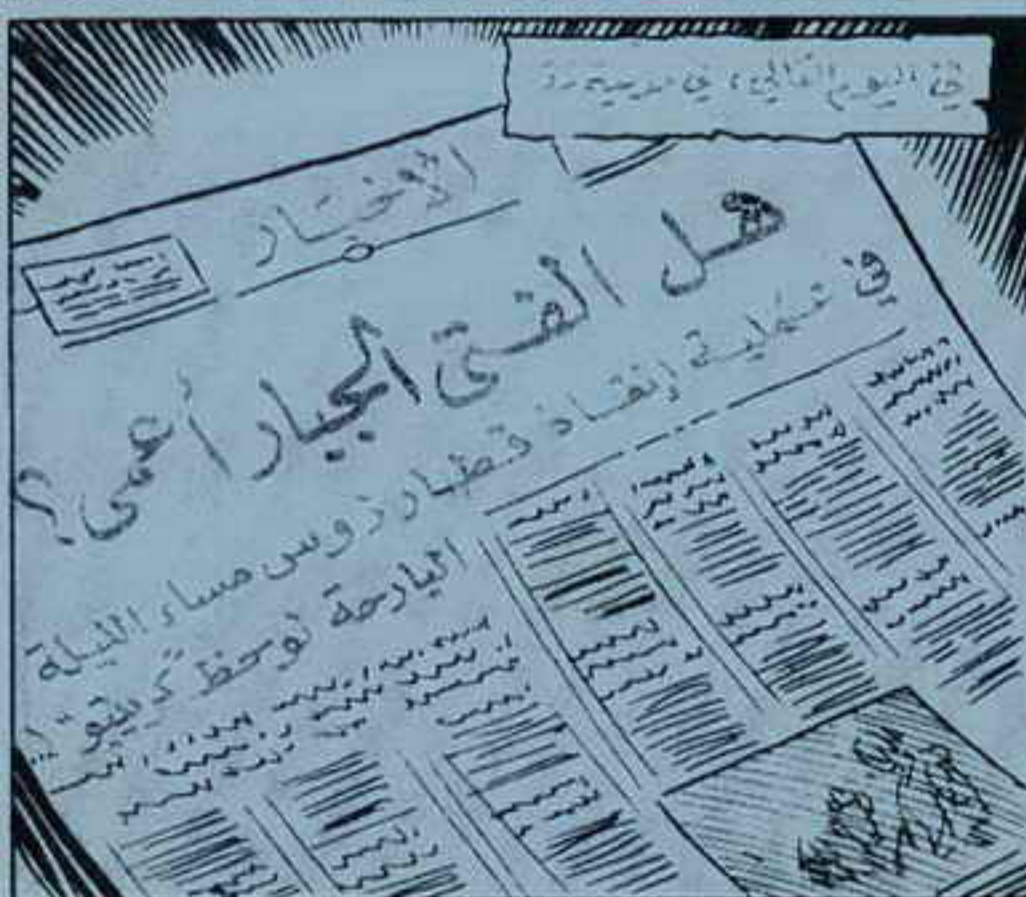 في اليوم التالي، في مدينة
الأخبار
هل الفتى الجبار أعمى؟
في عملية إنقاذ قطار زوس مساء الليلة
البارحة لوحظ كريبتو ...